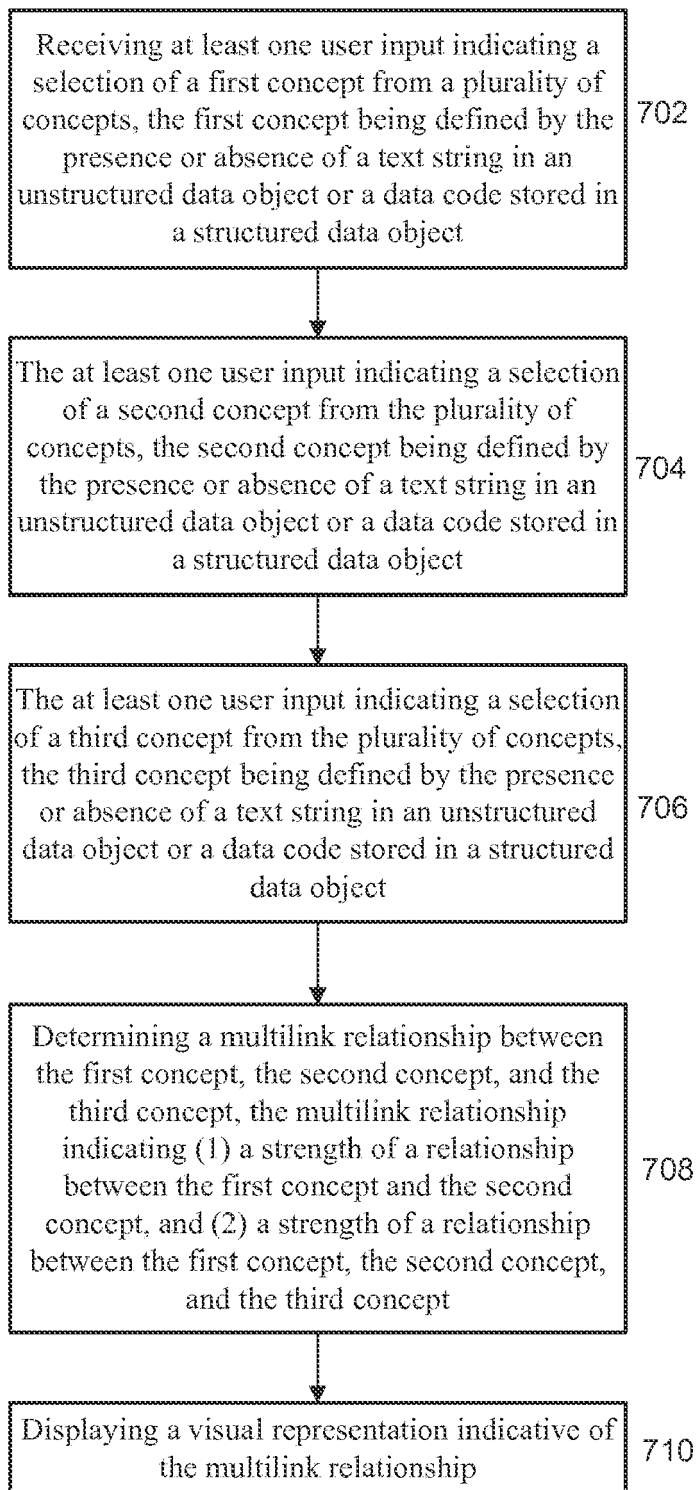 Receiving at least one user input indicating a
selection of a first concept from a plurality of
concepts, the first concept being defined by the
presence or absence of a text string in an
unstructured data object or a data code stored in
a structured data object
702
The at least one user input indicating a selection
of a second concept from the plurality of
concepts, the second concept being defined by
the presence or absence of a text string in an
unstructured data object or a data code stored in
a structured data object
704
The at least one user input indicating a selection
of a third concept from the plurality of concepts,
the third concept being defined by the presence
or absence of a text string in an unstructured
data object or a data code stored in a structured
data object
706
Determining a multilink relationship between
the first concept, the second concept, and the
third concept, the multilink relationship
indicating (1) a strength of a relationship
between the first concept and the second
concept, and (2) a strength of a relationship
between the first concept, the second concept,
and the third concept
708
Displaying a visual representation indicative of
the multilink relationship
710